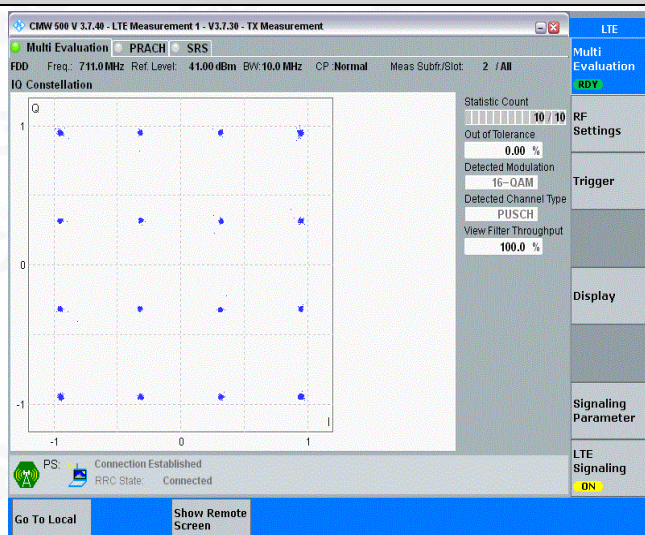 CMW 500 V 3.7.40 - LTE Measurement 1 - V3.7.30 - TX Measurement
LTE
Multi Evaluation PRACH SRS
Multi
Evaluation
RDY
FDD Freq.: 711.0 MHz Ref. Level: 41.00 dBm BW: 10.0 MHz CP : Normal Meas Subfr./Slot: 2 / All
IQ Constellation
Q
1
0
-1
-1 0 1
I
Statistic Count
10 / 10
Out of Tolerance
0.00 %
Detected Modulation
16-QAM
Detected Channel Type
PUSCH
View Filter Throughput
100.0 %
RF
Settings
Trigger
Display
Signaling
Parameter
LTE
Signaling
ON
PS: Connection Established
RRC State: Connected
Go To Local
Show Remote
Screen